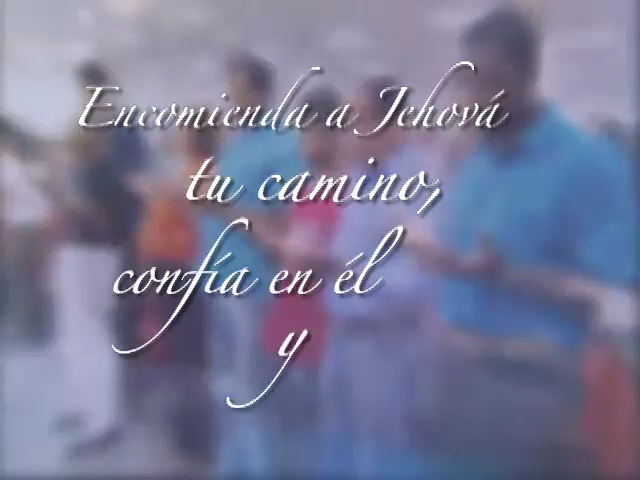 Encomienda a Jehová
tu camino,
confía en él
y